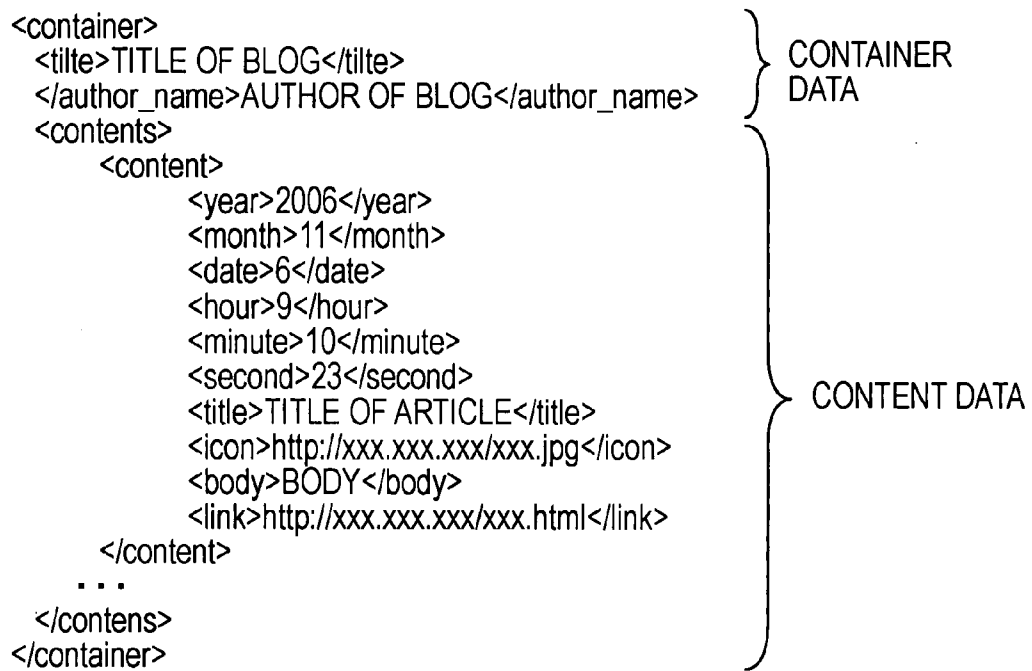 <container>
<tilte>TITLE OF BLOG</tilte>
</author_name>AUTHOR OF BLOG</author_name>
CONTAINER
DATA
<contents>
<content>
<year>2006</year>
<month>11</month>
<date>6</date>
<hour>9</hour>
<minute>10</minute>
<second>23</second>
<title>TITLE OF ARTICLE</title>
<icon>http://xxx.xxx.xxx/xxx.jpg</icon>
<body>BODY</body>
<link>http://xxx.xxx.xxx/xxx.html</link>
</content>
...
</contens>
</container>
CONTENT DATA